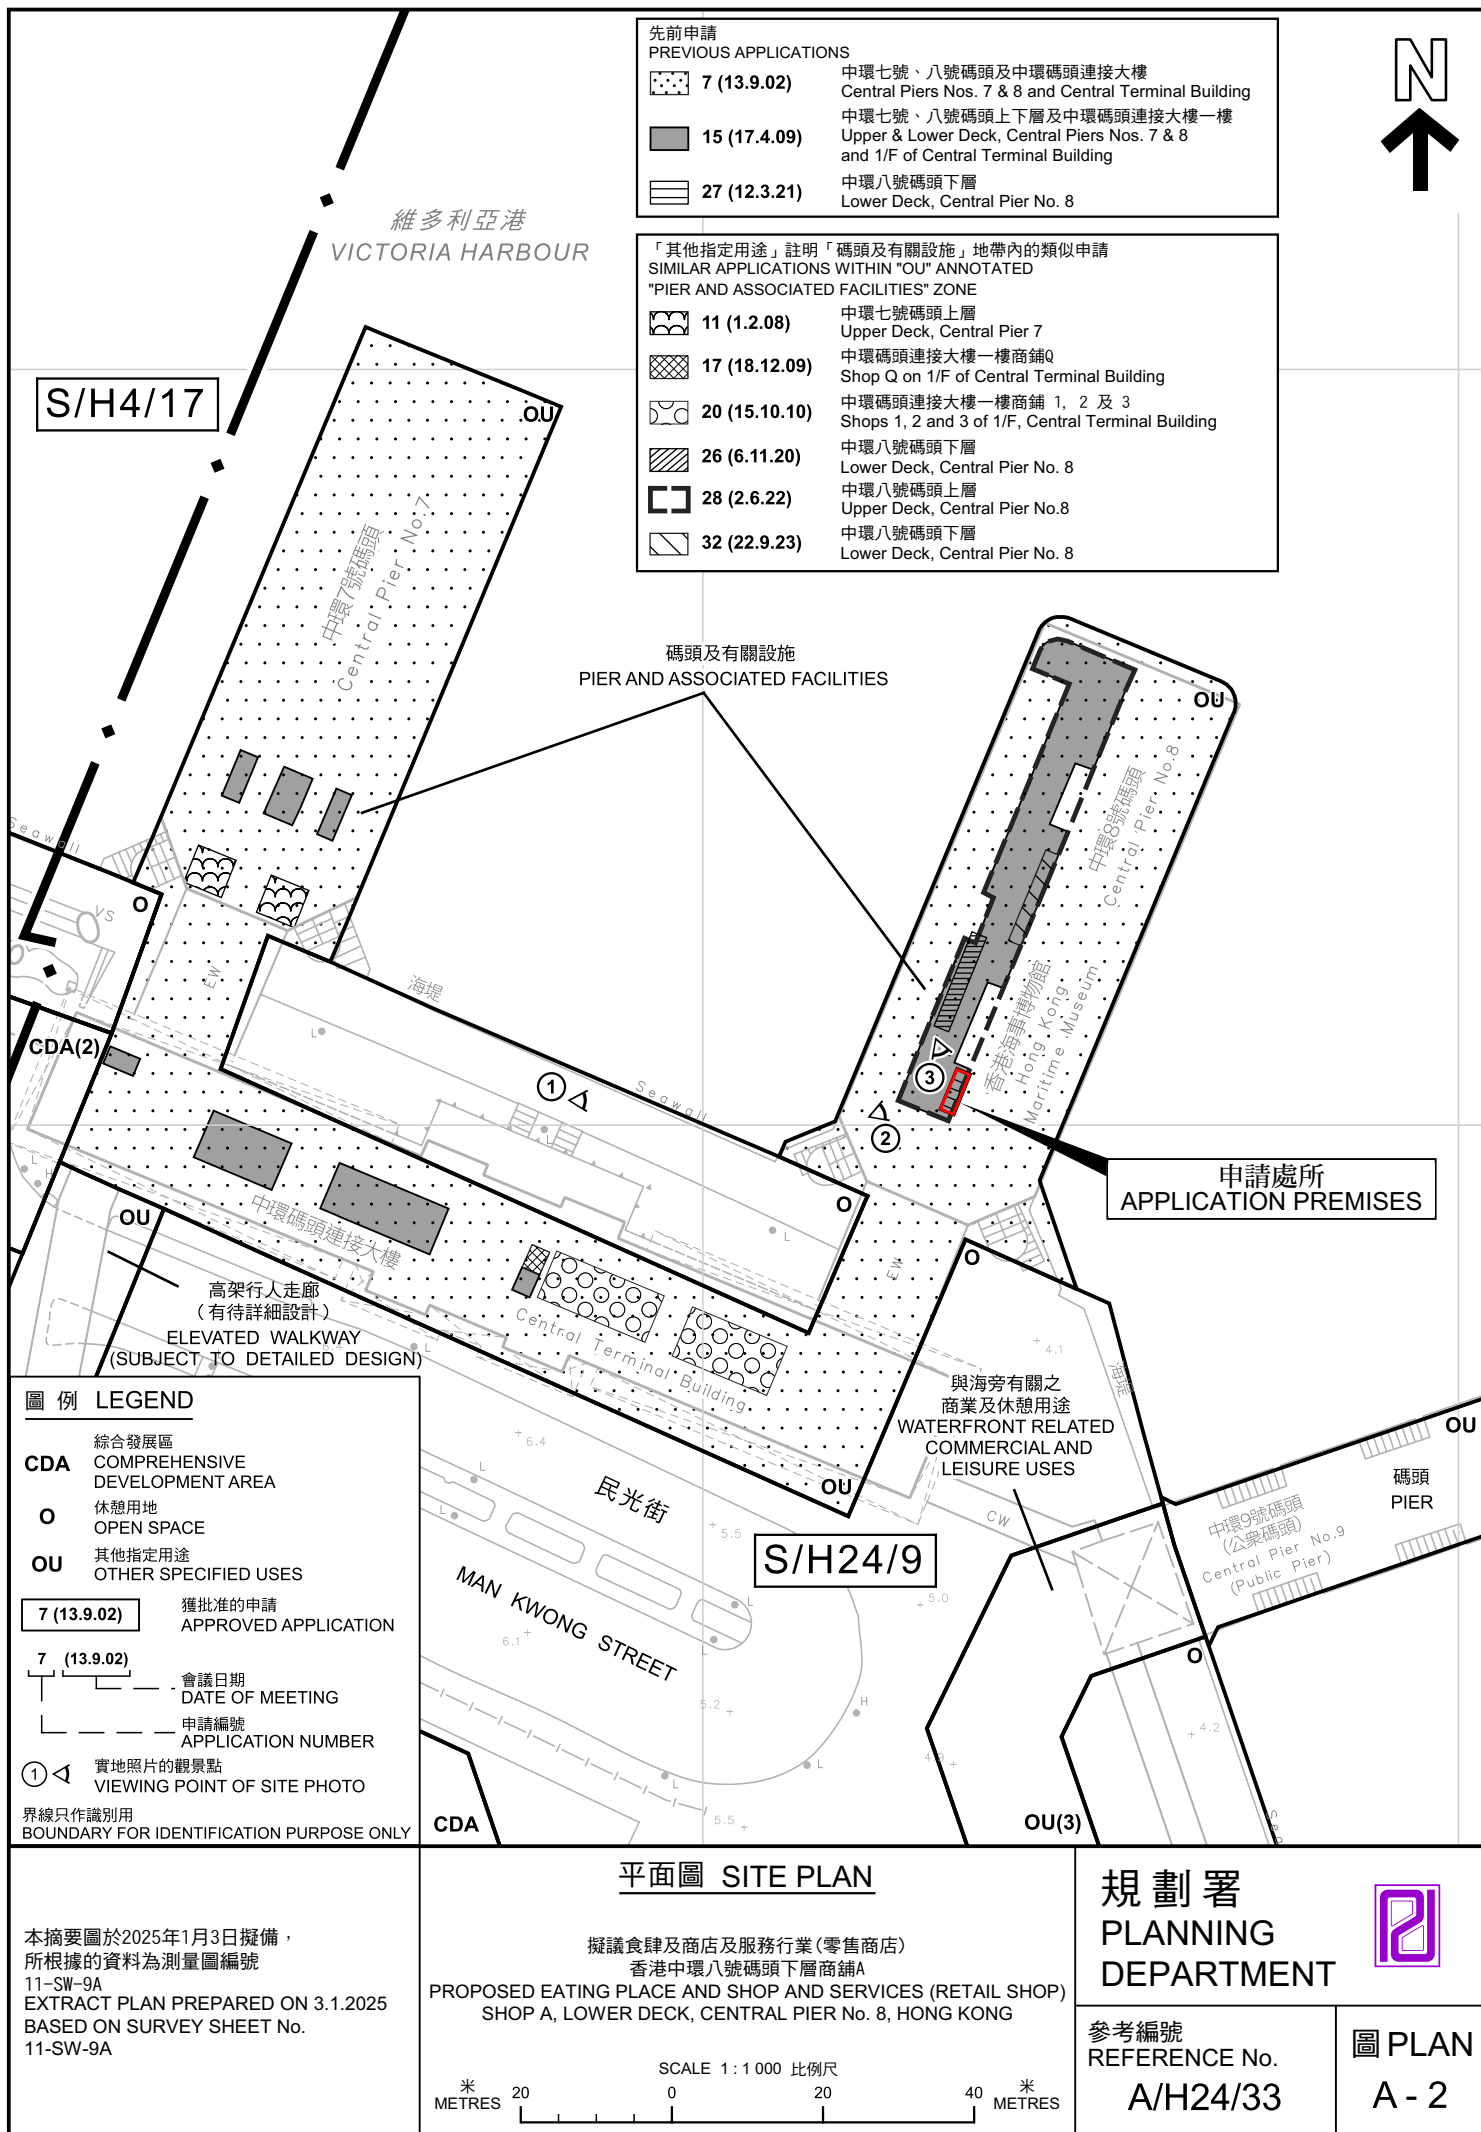 先前申請
PREVIOUS APPLICATIONS
7 (13.9.02)
中環七號、八號碼頭及中環碼頭連接大樓
Central Piers Nos. 7 & 8 and Central Terminal Building
15 (17.4.09)
中環七號、八號碼頭上下層及中環碼頭連接大樓一樓
Upper & Lower Deck, Central Piers Nos. 7 & 8
and 1/F of Central Terminal Building
27 (12.3.21)
中環八號碼頭下層
Lower Deck, Central Pier No. 8
N
「其他指定用途」註明「碼頭及有關設施」地帶內的類似申請
SIMILAR APPLICATIONS WITHIN "OU" ANNOTATED
"PIER AND ASSOCIATED FACILITIES" ZONE
11 (1.2.08)
中環七號碼頭上層
Upper Deck, Central Pier 7
17 (18.12.09)
中環碼頭連接大樓一樓商鋪Q
Shop Q on 1/F of Central Terminal Building
20 (15.10.10)
中環碼頭連接大樓一樓商鋪 1, 2 及 3
Shops 1, 2 and 3 of 1/F, Central Terminal Building
26 (6.11.20)
中環八號碼頭下層
Lower Deck, Central Pier No. 8
28 (2.6.22)
中環八號碼頭上層
Upper Deck, Central Pier No.8
32 (22.9.23)
中環八號碼頭下層
Lower Deck, Central Pier No. 8
維多利亞港
VICTORIA HARBOUR
S/H4/17
OU
中環7號碼頭
Central Pier No.7
碼頭及有關設施
PIER AND ASSOCIATED FACILITIES
OU
中環8號碼頭
Central Pier No.8
香港海事博物館
Hong Kong
Maritime Museum
Seawall
O
VS
EW
海堤
L
CDA(2)
1
Seawall
3
2
申請處所
APPLICATION PREMISES
L
H
L
OU
中環碼頭連接大樓
L
O
EW
O
高架行人走廊
(有待詳細設計)
ELEVATED WALKWAY
(SUBJECT TO DETAILED DESIGN)
6.4
L
Central Terminal Building
4.1
海堤
與海旁有關之
商業及休憩用途
WATERFRONT RELATED
COMMERCIAL AND
LEISURE USES
OU
碼頭
PIER
中環9號碼頭
(公眾碼頭)
Central Pier No.9
(Public Pier)
6.4
L
L
OU
CW
民光街
MAN KWONG STREET
5.5
S/H24/9
5.0
L
L
6.1
5.2
H
O
4.2
4.9
L
L
5.5
CDA
OU(3)
圖例 LEGEND
CDA
綜合發展區
COMPREHENSIVE
DEVELOPMENT AREA
O
休憩用地
OPEN SPACE
OU
其他指定用途
OTHER SPECIFIED USES
7 (13.9.02)
獲批准的申請
APPROVED APPLICATION
7 (13.9.02)
會議日期
DATE OF MEETING
申請編號
APPLICATION NUMBER
1
實地照片的觀景點
VIEWING POINT OF SITE PHOTO
界線只作識別用
BOUNDARY FOR IDENTIFICATION PURPOSE ONLY
本摘要圖於2025年1月3日擬備，
所根據的資料為測量圖編號
11-SW-9A
EXTRACT PLAN PREPARED ON 3.1.2025
BASED ON SURVEY SHEET No.
11-SW-9A
平面圖 SITE PLAN
擬議食肆及商店及服務行業(零售商店)
香港中環八號碼頭下層商舖A
PROPOSED EATING PLACE AND SHOP AND SERVICES (RETAIL SHOP)
SHOP A, LOWER DECK, CENTRAL PIER No. 8, HONG KONG
SCALE 1 : 1 000 比例尺
米
METRES
20 0 20 40
米
METRES
規劃署
PLANNING
DEPARTMENT
參考編號
REFERENCE No.
A/H24/33
圖 PLAN
A - 2